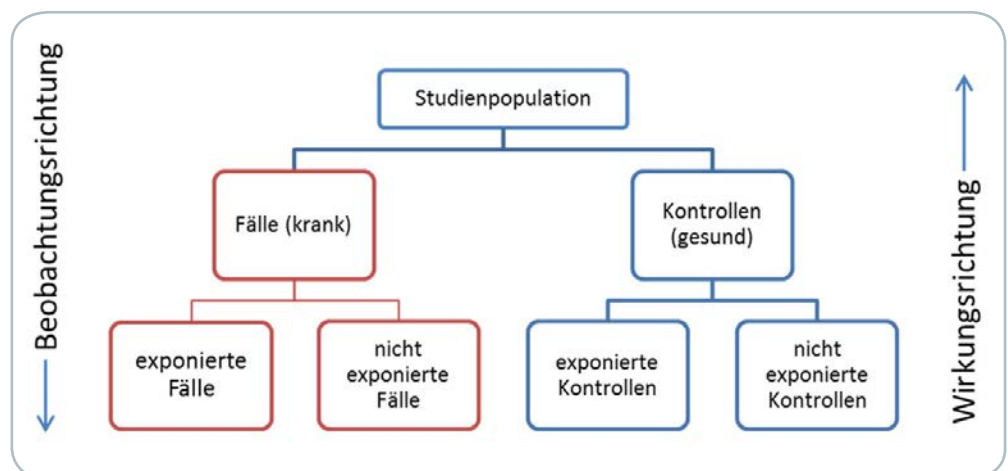 Beobachtungsrichtung
Studienpopulation
Fälle (krank)
Kontrollen
(gesund)
exponierte
Fälle
nicht
exponierte
Fälle
exponierte
Kontrollen
nicht
exponierte
Kontrollen
Wirkungsrichtung